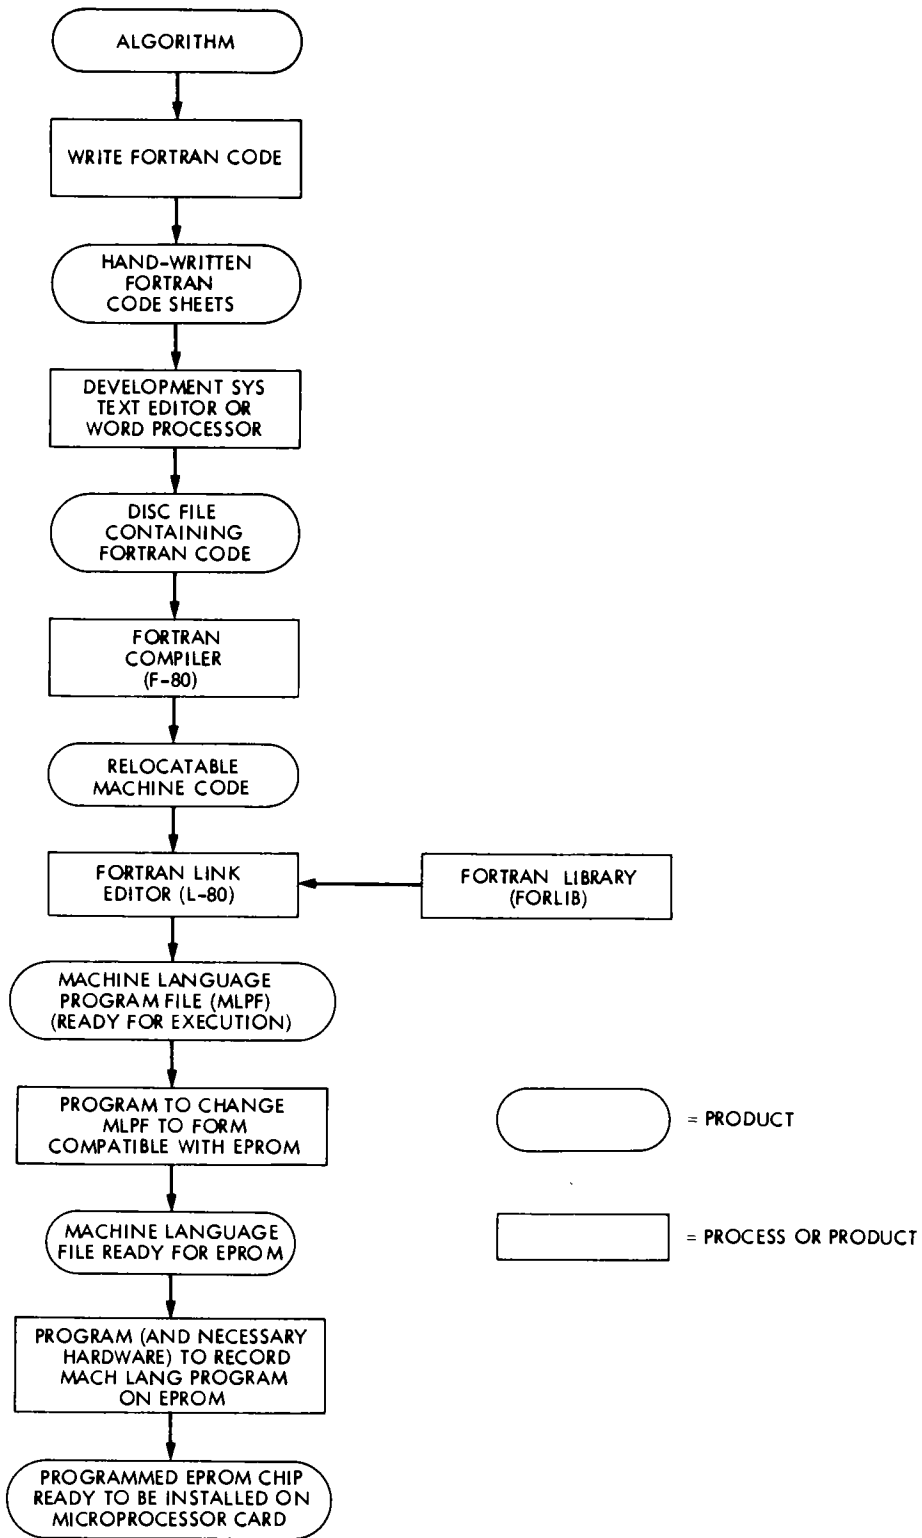 ALGORITHM
WRITE FORTRAN CODE
HAND-WRITTEN
FORTRAN
CODE SHEETS
DEVELOPMENT SYS
TEXT EDITOR OR
WORD PROCESSOR
DISC FILE
CONTAINING
FORTRAN CODE
FORTRAN
COMPILER
(F-80)
RELOCATABLE
MACHINE CODE
FORTRAN LINK
EDITOR (L-80)
FORTRAN LIBRARY
(FORLIB)
MACHINE LANGUAGE
PROGRAM FILE (MLPF)
(READY FOR EXECUTION)
PROGRAM TO CHANGE
MLPF TO FORM
COMPATIBLE WITH EPROM
= PRODUCT
MACHINE LANGUAGE
FILE READY FOR EPROM
= PROCESS OR PRODUCT
PROGRAM (AND NECESSARY
HARDWARE) TO RECORD
MACH LANG PROGRAM
ON EPROM
PROGRAMMED EPROM CHIP
READY TO BE INSTALLED ON
MICROPROCESSOR CARD